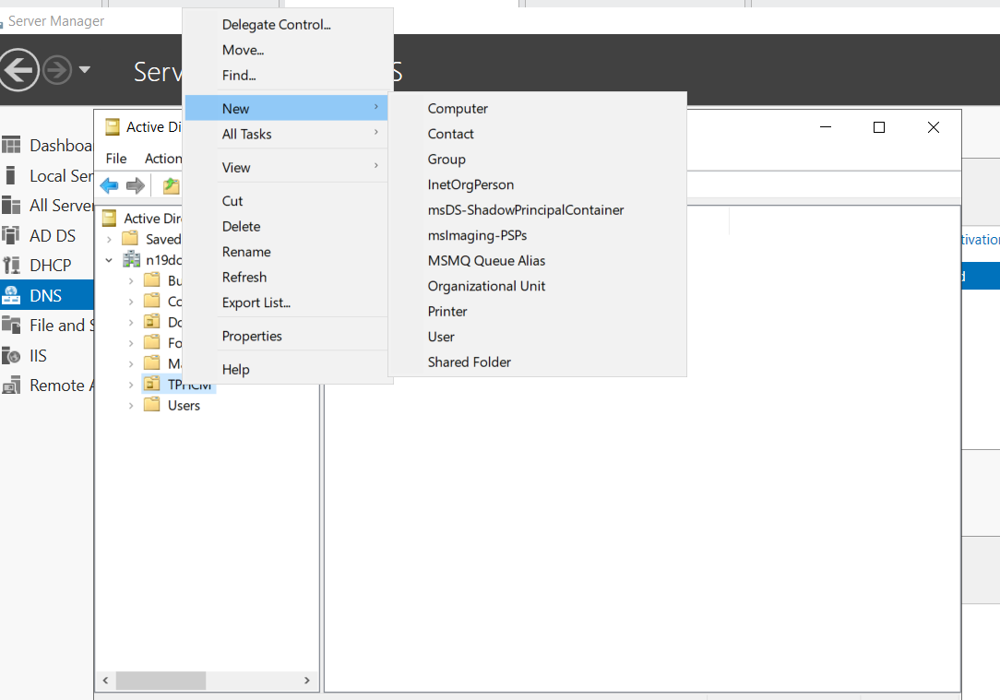 Server Manager
Delegate Control...
Move...
Find...
New
All Tasks
View
Cut
Delete
Rename
Refresh
Export List...
Properties
Help
Computer
Contact
Group
InetOrgPerson
msDS-ShadowPrincipalContainer
msImaging-PSPs
MSMQ Queue Alias
Organizational Unit
Printer
User
Shared Folder
Dashboa
Local Ser
All Server
AD DS
DHCP
DNS
File and S
IIS
Remote A
Active Di
File Action
Active Dir
Saved
n19dc
Bu
Co
Do
Fo
Ma
TPHCM
Users
tivation